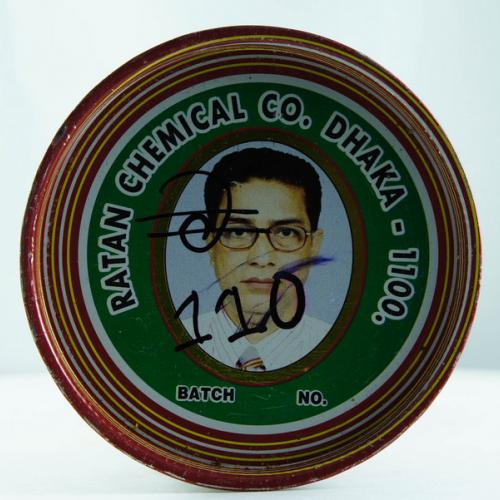 RATAN CHEMICAL CO. DHAKA - 1100.
110
BATCH NO.